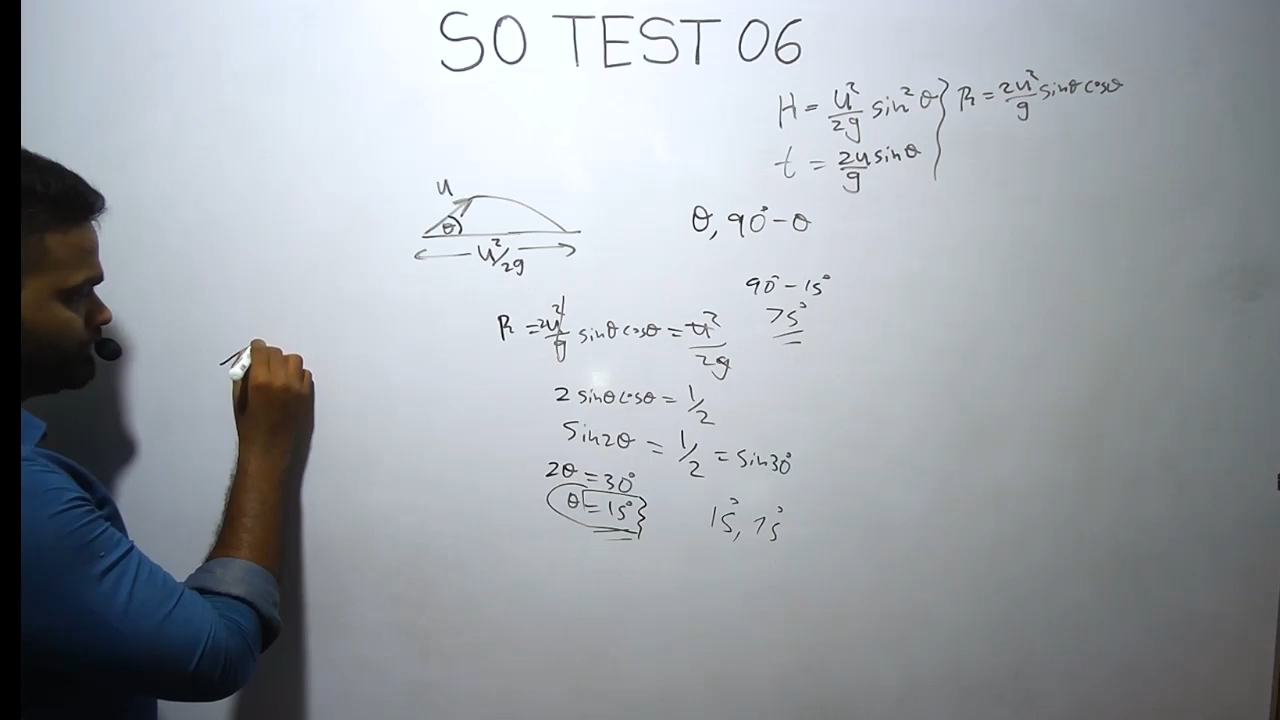 SO TEST 06
H = u²/2g sin²θ } R = 2u²/g sinθ cosθ
t = 2u sinθ/g
u
θ
u²/2g
θ, 90° - θ
90° - 15°
75°
R = 2u²/g sinθ cosθ = u²/2g
2 sinθ cosθ = 1/2
sin2θ = 1/2 = sin30°
2θ = 30°
θ = 15°
15°, 75°